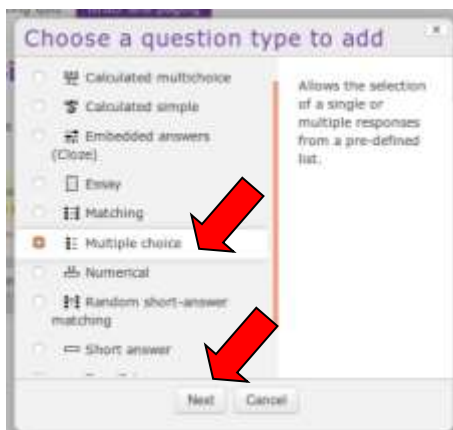 Choose a question type to add
Calculated multichoice
Calculated simple
Embedded answers
(Cloze)
Essay
Matching
Multiple choice
Numerical
Random short-answer
matching
Short answer
Allows the selection
of a single or
multiple responses
from a pre-defined
list.
Next
Cancel